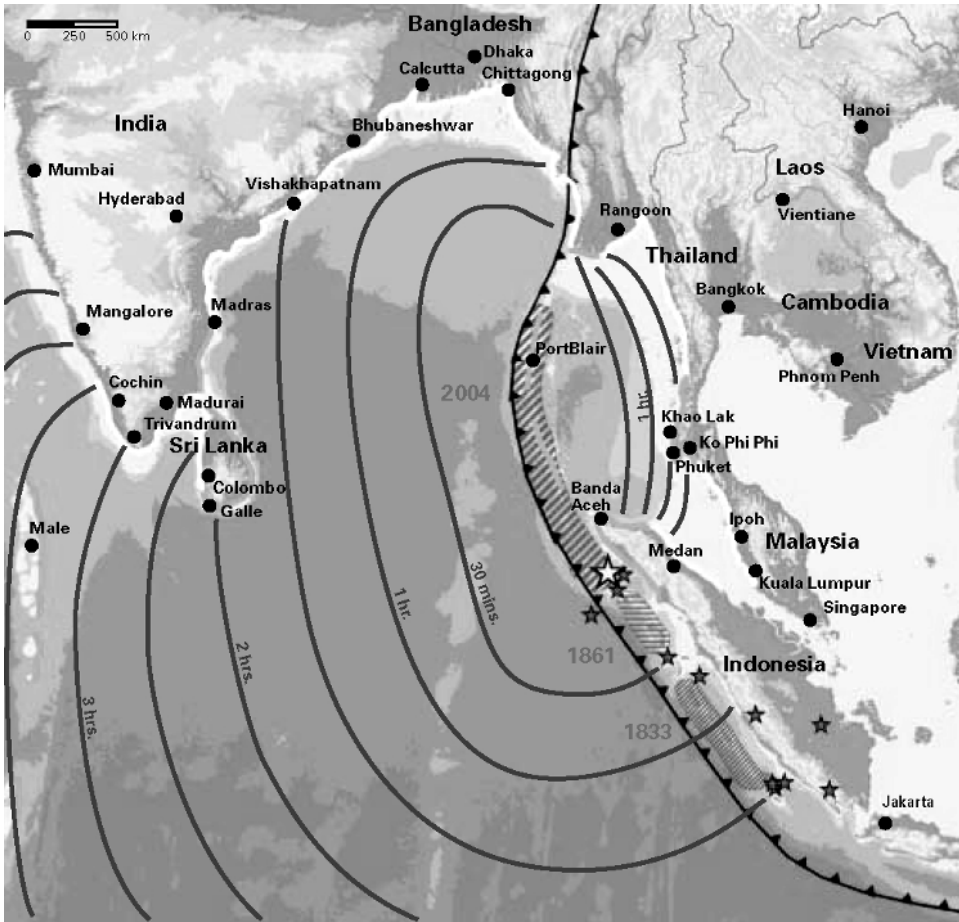 Bangladesh
0 250 500 km
Dhaka
Calcutta
Chittagong
Hanoi
India
Bhubaneshwar
Mumbai
Laos
Vishakhapatnam
Hyderabad
Vientiane
Rangoon
Thailand
Bangkok
Cambodia
Madras
Mangalore
Vietnam
PortBlair
Phnom Penh
Cochin
2004
1 hr.
Madurai
Khao Lak
Trivandrum
Ko Phi Phi
Sri Lanka
Phuket
Colombo
Banda
Aceh
Galle
Ipoh
Male
Malaysia
Medan
30 mins.
Kuala Lumpur
1 hr.
Singapore
2 hrs.
1861
Indonesia
3 hrs.
1833
Jakarta